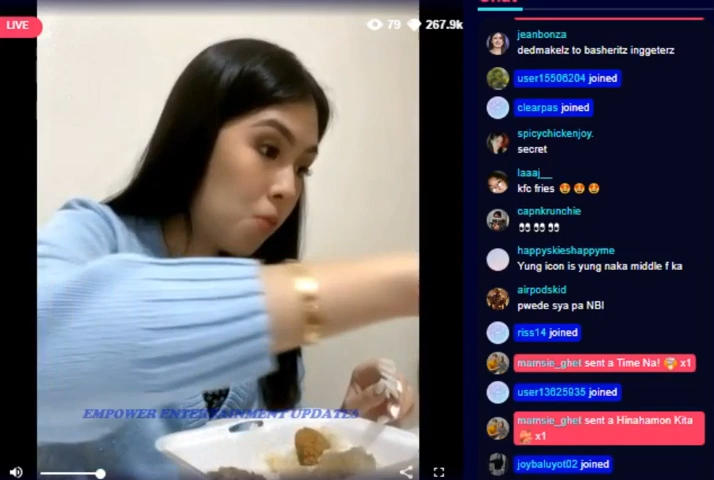 LIVE
79
267.9k
EMPOWER ENTERTAINMENT UPDATES
Chat
jeanbonza
dedmakelz to basheritz inggeterz
user15506204 joined
clearpas joined
spicychickenjoy.
secret
laaaj__
kfc fries 🤩🤩🤩
capnkrunchie
👀👀👀
happyskieshappyme
Yung icon is yung naka middle f ka
airpodskid
pwede sya pa NBI
riss14 joined
mamsie_ghet sent a Time Na! x1
user13625935 joined
mamsie_ghet sent a Hinahamon Kita
x1
joybaluyot02 joined